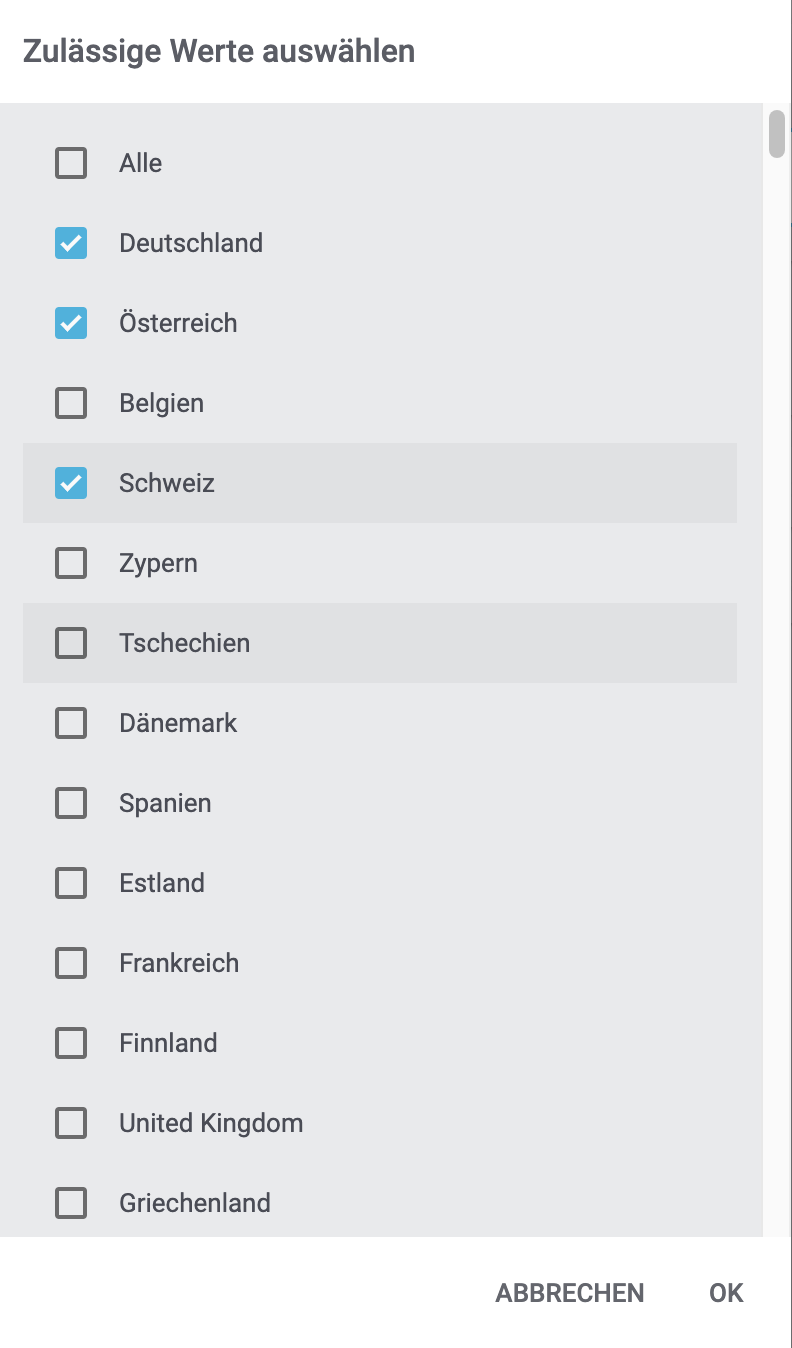 Zulässige Werte auswählen
Alle
Deutschland
Österreich
Belgien
Schweiz
Zypern
Tschechien
Dänemark
Spanien
Estland
Frankreich
Finnland
United Kingdom
Griechenland
ABBRECHEN OK